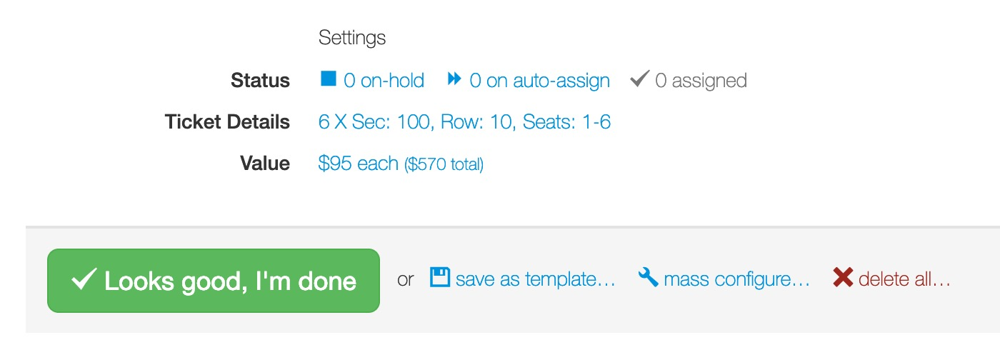 Settings
Status 0 on-hold 0 on auto-assign 0 assigned
Ticket Details 6 X Sec: 100, Row: 10, Seats: 1-6
Value $95 each ($570 total)
Looks good, I'm done or save as template... mass configure... delete all...